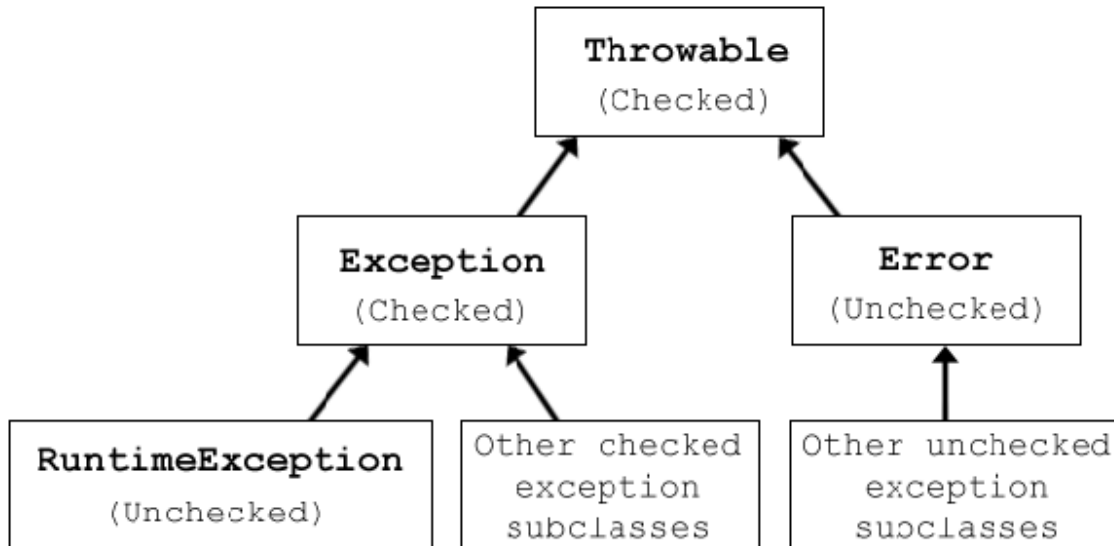 Throwable
(Checked)
Exception
(Checked)
Error
(Unchecked)
RuntimeException
(Unchecked)
Other checked
exception
subclasses
Other unchecked
exception
subclasses